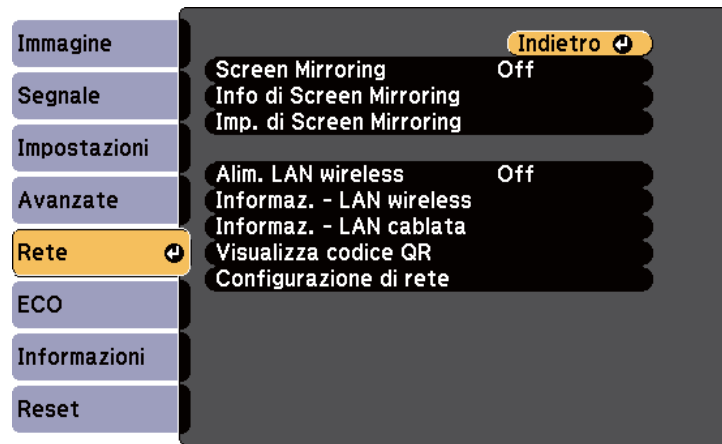 Immagine
Segnale
Impostazioni
Avanzate
Rete
ECO
Informazioni
Reset
Indietro
Screen Mirroring Off
Info di Screen Mirroring
Imp. di Screen Mirroring
Alim. LAN wireless Off
Informaz. - LAN wireless
Informaz. - LAN cablata
Visualizza codice QR
Configurazione di rete